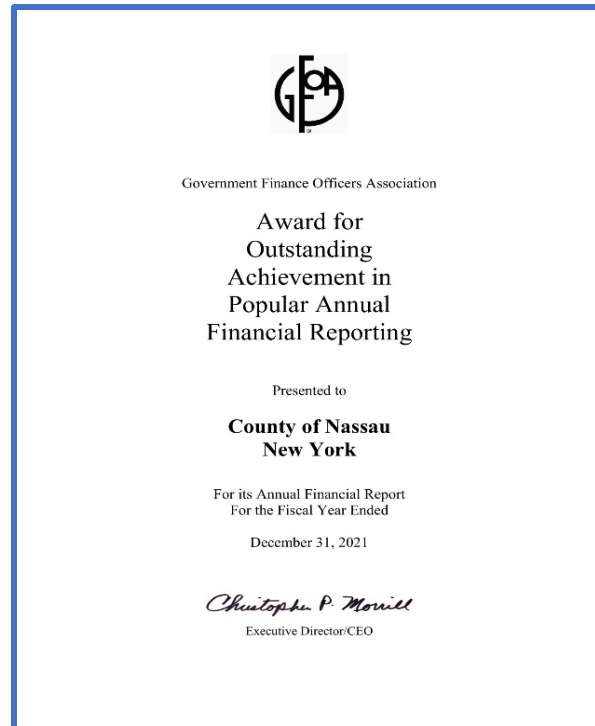 GFOA
Government Finance Officers Association
Award for
Outstanding
Achievement in
Popular Annual
Financial Reporting
Presented to
County of Nassau
New York
For its Annual Financial Report
For the Fiscal Year Ended
December 31, 2021
Christopher P. Morrill
Executive Director/CEO